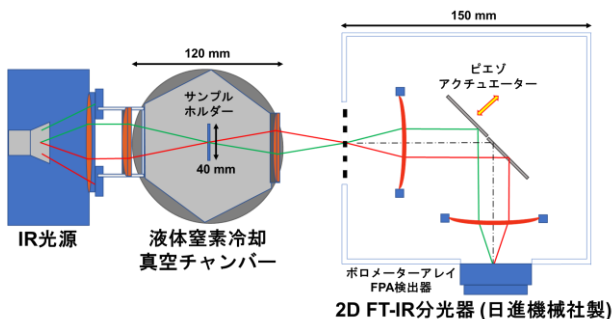 150 mm
120 mm
ピエゾ
アクチュエーター
サンプル
ホルダー
40 mm
IR光源
液体窒素冷却
真空チャンバー
ボロメーターアレイ
FPA検出器
2D FT-IR分光器 (日進機械社製)